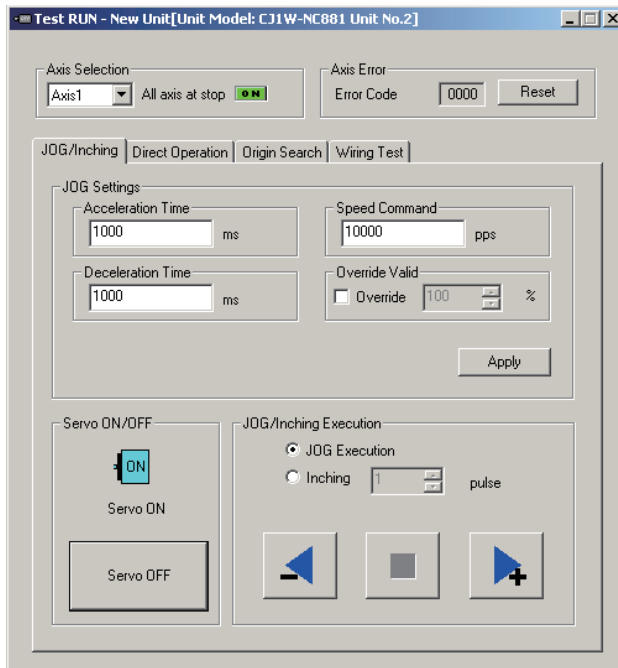 Test RUN - New Unit[Unit Model: CJ1W-NC881 Unit No.2]
Axis Selection
Axis1 All axis at stop ON
Axis Error
Error Code 0000 Reset
JOG/Inching Direct Operation Origin Search Wiring Test
JOG Settings
Acceleration Time
1000 ms
Speed Command
10000 pps
Deceleration Time
1000 ms
Override Valid
Override 100 %
Apply
Servo ON/OFF
ON
Servo ON
Servo OFF
JOG/Inching Execution
JOG Execution
Inching 1 pulse